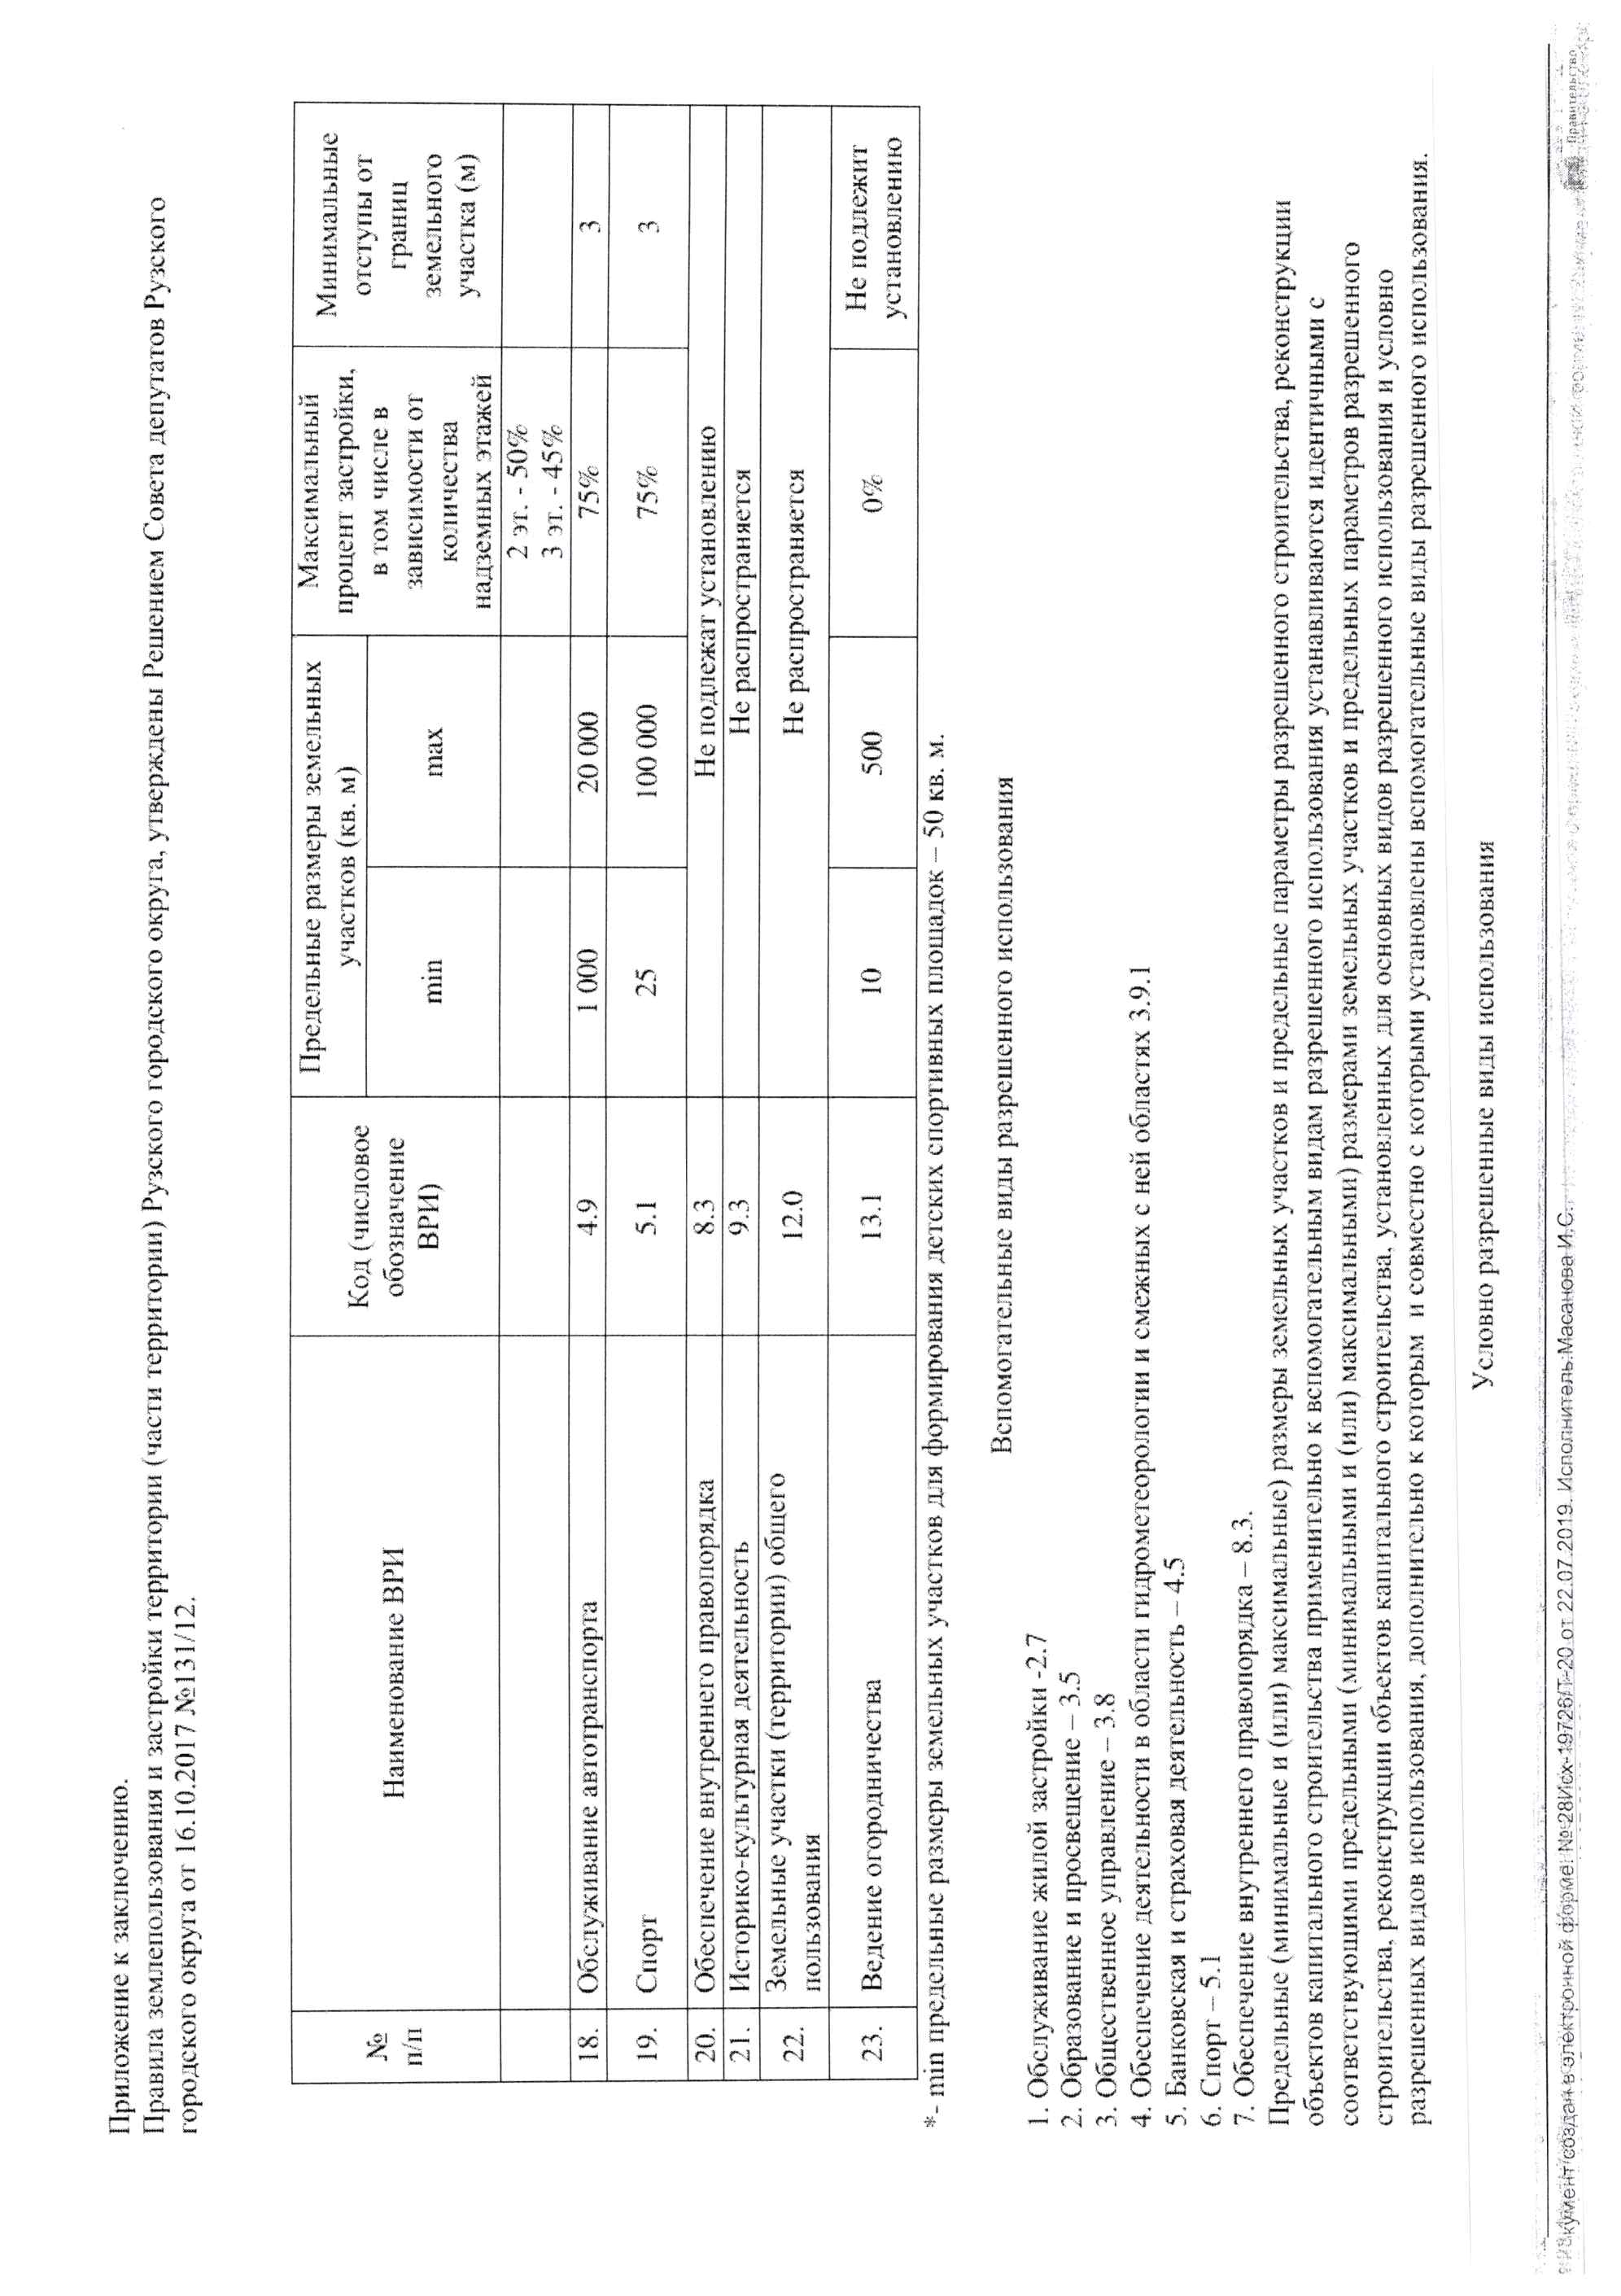 Приложение к заключению.
Правила землепользования и застройки территории (части территории) Рузского городского округа, утверждены Решением Совета депутатов Рузского
городского округа от 16.10.2017 №131/12.
№ п/п
Наименование ВРИ
Код (числовое обозначение ВРИ)
Предельные размеры земельных участков (кв. м)
min
max
Максимальный процент застройки, в том числе в зависимости от количества надземных этажей
Минимальные отступы от границ земельного участка (м)
2 эт. - 50%
3 эт. - 45%
18. Обслуживание автотранспорта 4.9 1 000 20 000 75% 3
19. Спорт 5.1 25 100 000 75% 3
20. Обеспечение внутреннего правопорядка 8.3 Не подлежат установлению
21. Историко-культурная деятельность 9.3 Не распространяется
22. Земельные участки (территории) общего пользования 12.0 Не распространяется
23. Ведение огородничества 13.1 10 500 0% Не подлежит установлению
*- min предельные размеры земельных участков для формирования детских спортивных площадок – 50 кв. м.
Вспомогательные виды разрешенного использования
1. Обслуживание жилой застройки -2.7
2. Образование и просвещение – 3.5
3. Общественное управление – 3.8
4. Обеспечение деятельности в области гидрометеорологии и смежных с ней областях 3.9.1
5. Банковская и страховая деятельность – 4.5
6. Спорт – 5.1
7. Обеспечение внутреннего правопорядка – 8.3.
Предельные (минимальные и (или) максимальные) размеры земельных участков и предельные параметры разрешенного строительства, реконструкции
объектов капитального строительства применительно к вспомогательным видам разрешенного использования устанавливаются идентичными с
соответствующими предельными (минимальными и (или) максимальными) размерами земельных участков и предельных параметров разрешенного
строительства, реконструкции объектов капитального строительства, установленных для основных видов разрешенного использования и условно
разрешенных видов использования, дополнительно к которым и совместно с которыми установлены вспомогательные виды разрешенного использования.
Условно разрешенные виды использования
кумент создан в электронной форме. № 28Исх-19726/Г-20 от 22.07.2019. Исполнитель:Масанова И.С.
Правительство